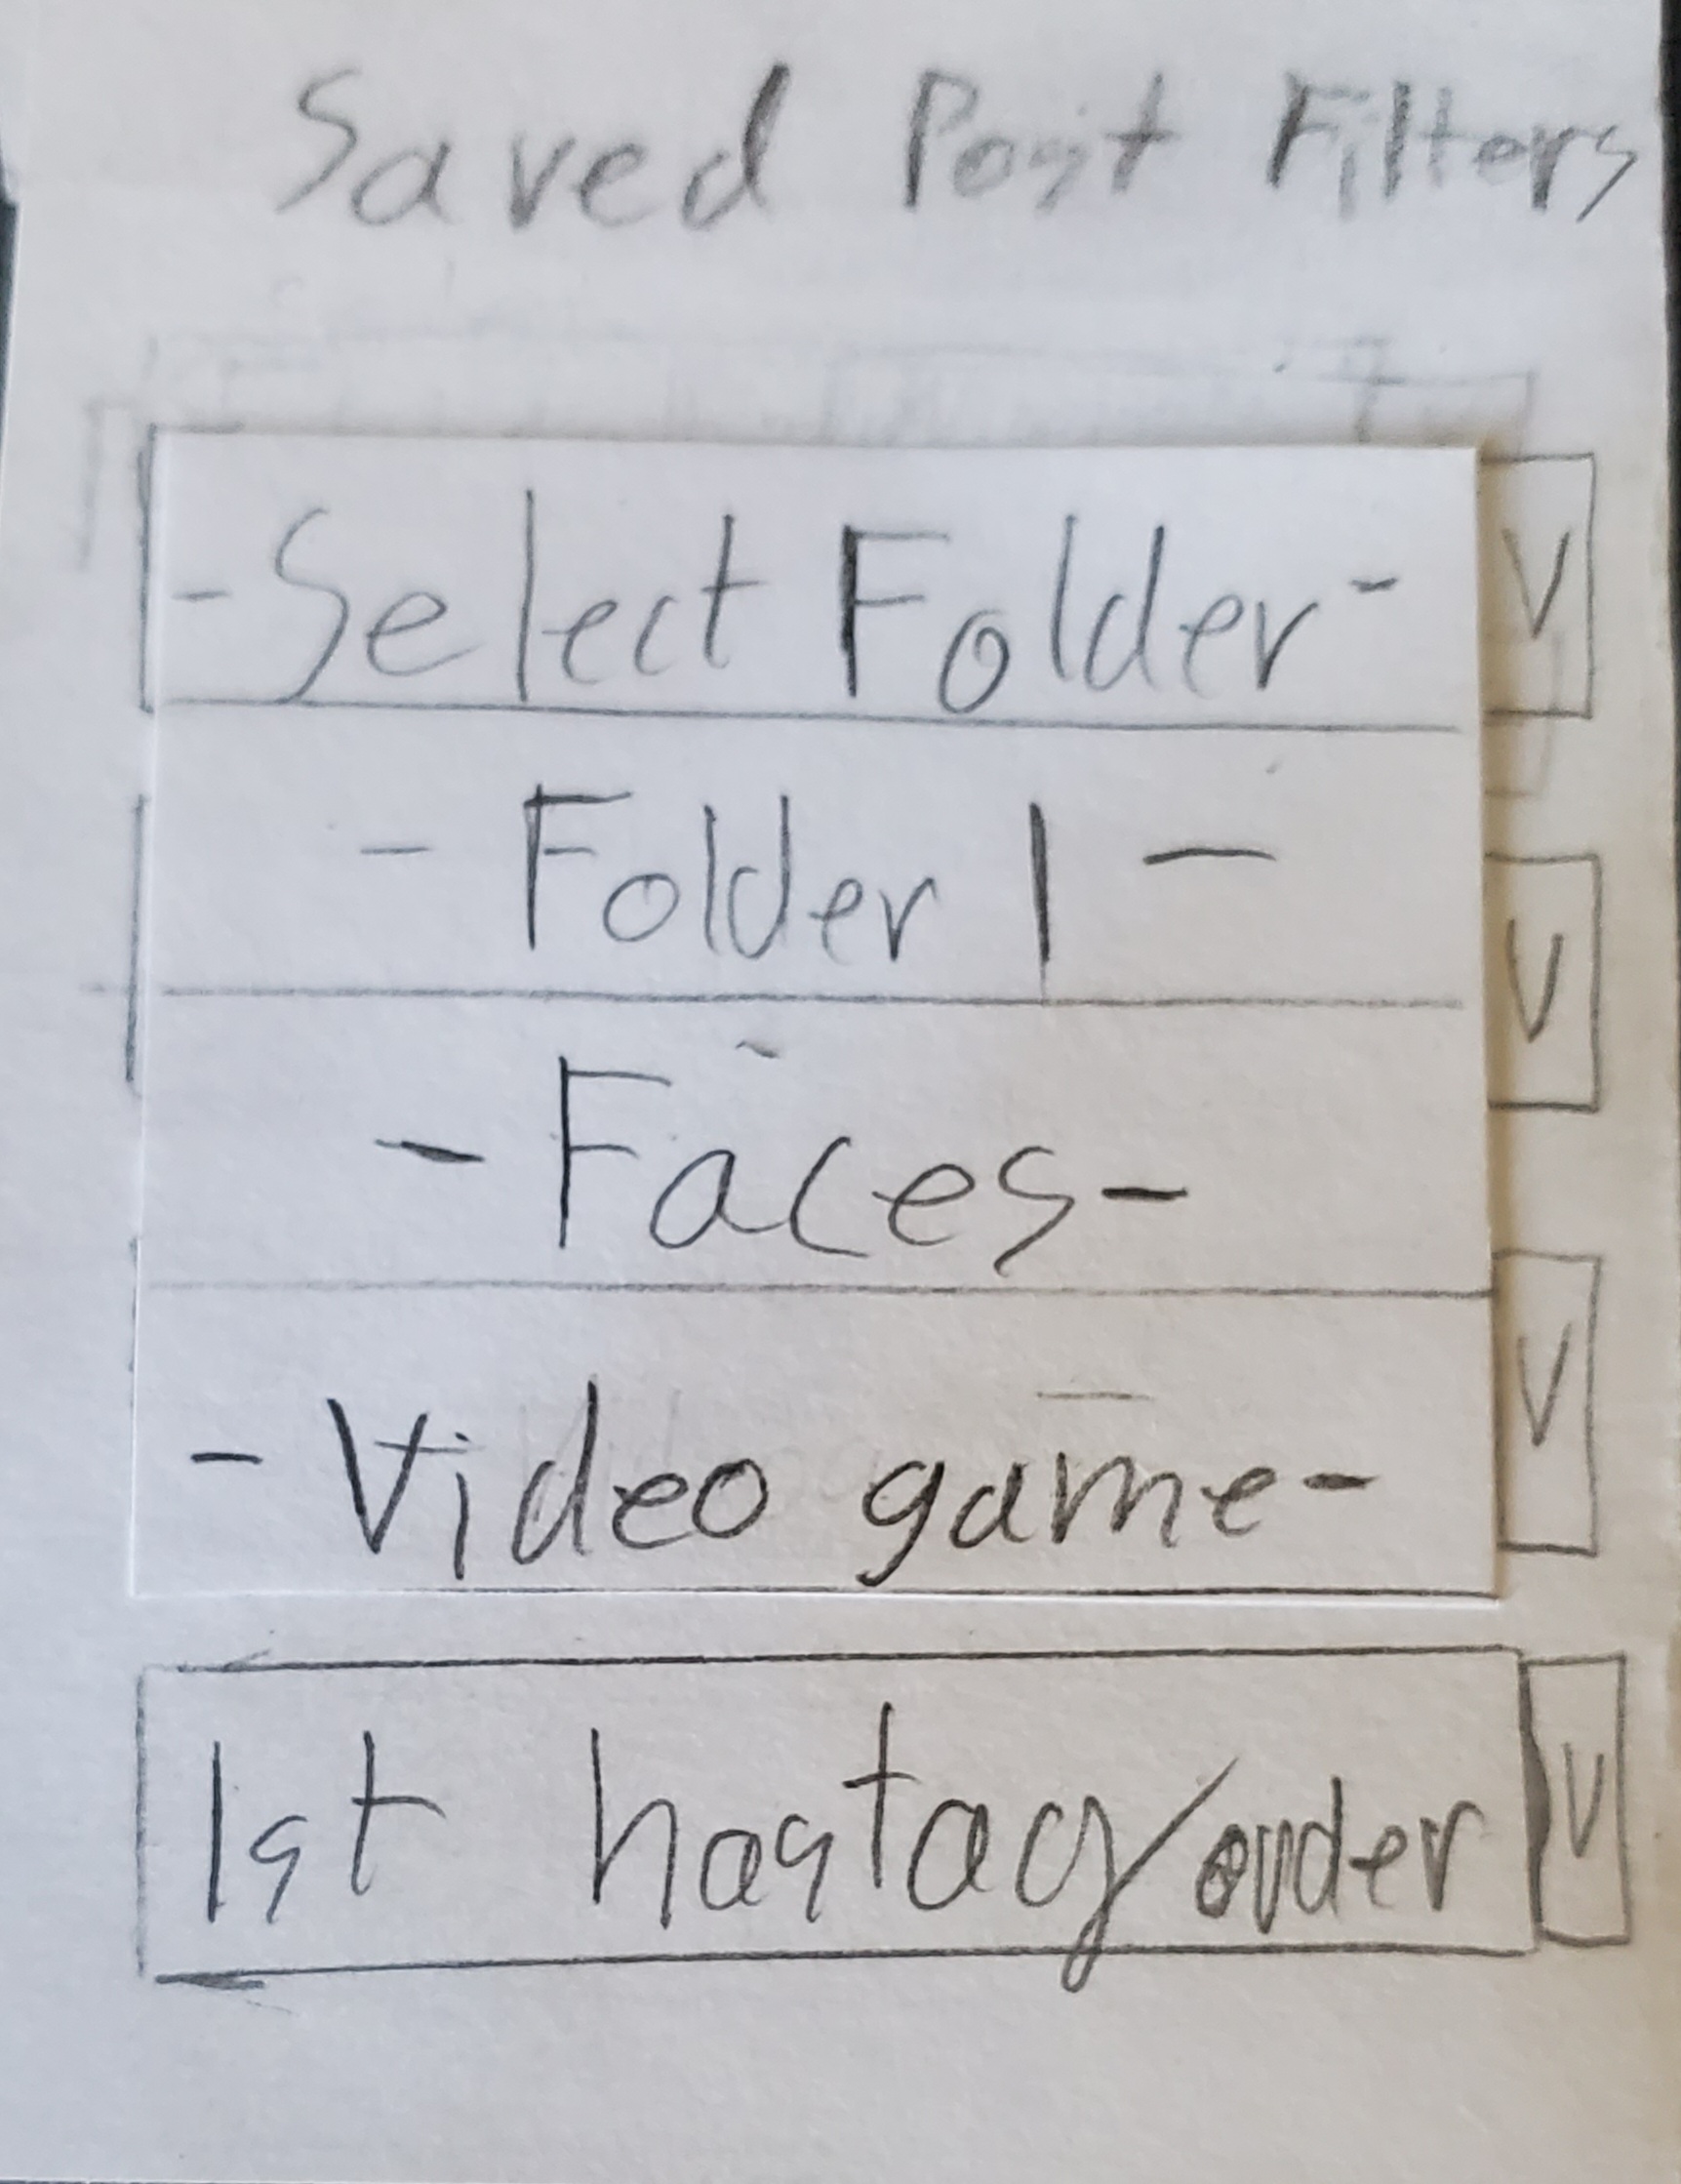 Saved Post Filters
-Select Folder-
V
- Folder 1 -
V
-Faces-
-Video game-
V
1st hastag/order
V